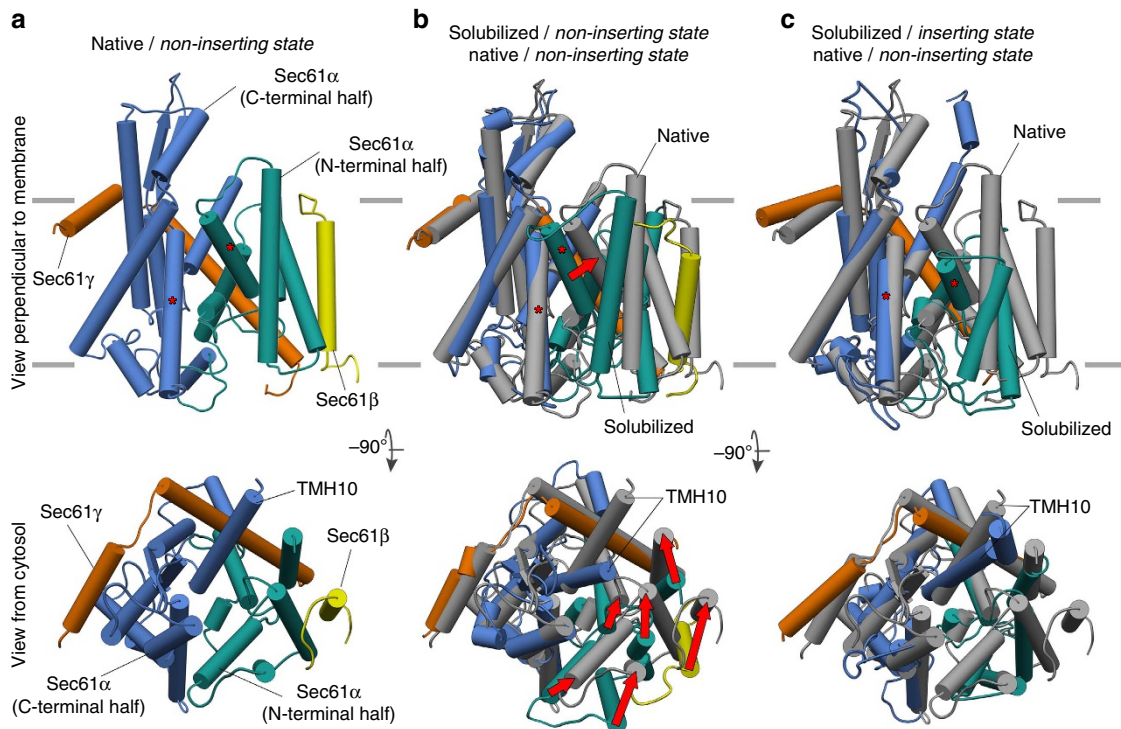 a
Native / non-inserting state
b
Solubilized / non-inserting state
native / non-inserting state
c
Solubilized / inserting state
native / non-inserting state
View perpendicular to membrane
Sec61α
(C-terminal half)
Sec61α
(N-terminal half)
Sec61γ
*
*
Sec61β
Native
*
*
Solubilized
Native
*
*
Solubilized
–90°
–90°
View from cytosol
Sec61γ
TMH10
Sec61β
Sec61α
(C-terminal half)
Sec61α
(N-terminal half)
TMH10
TMH10